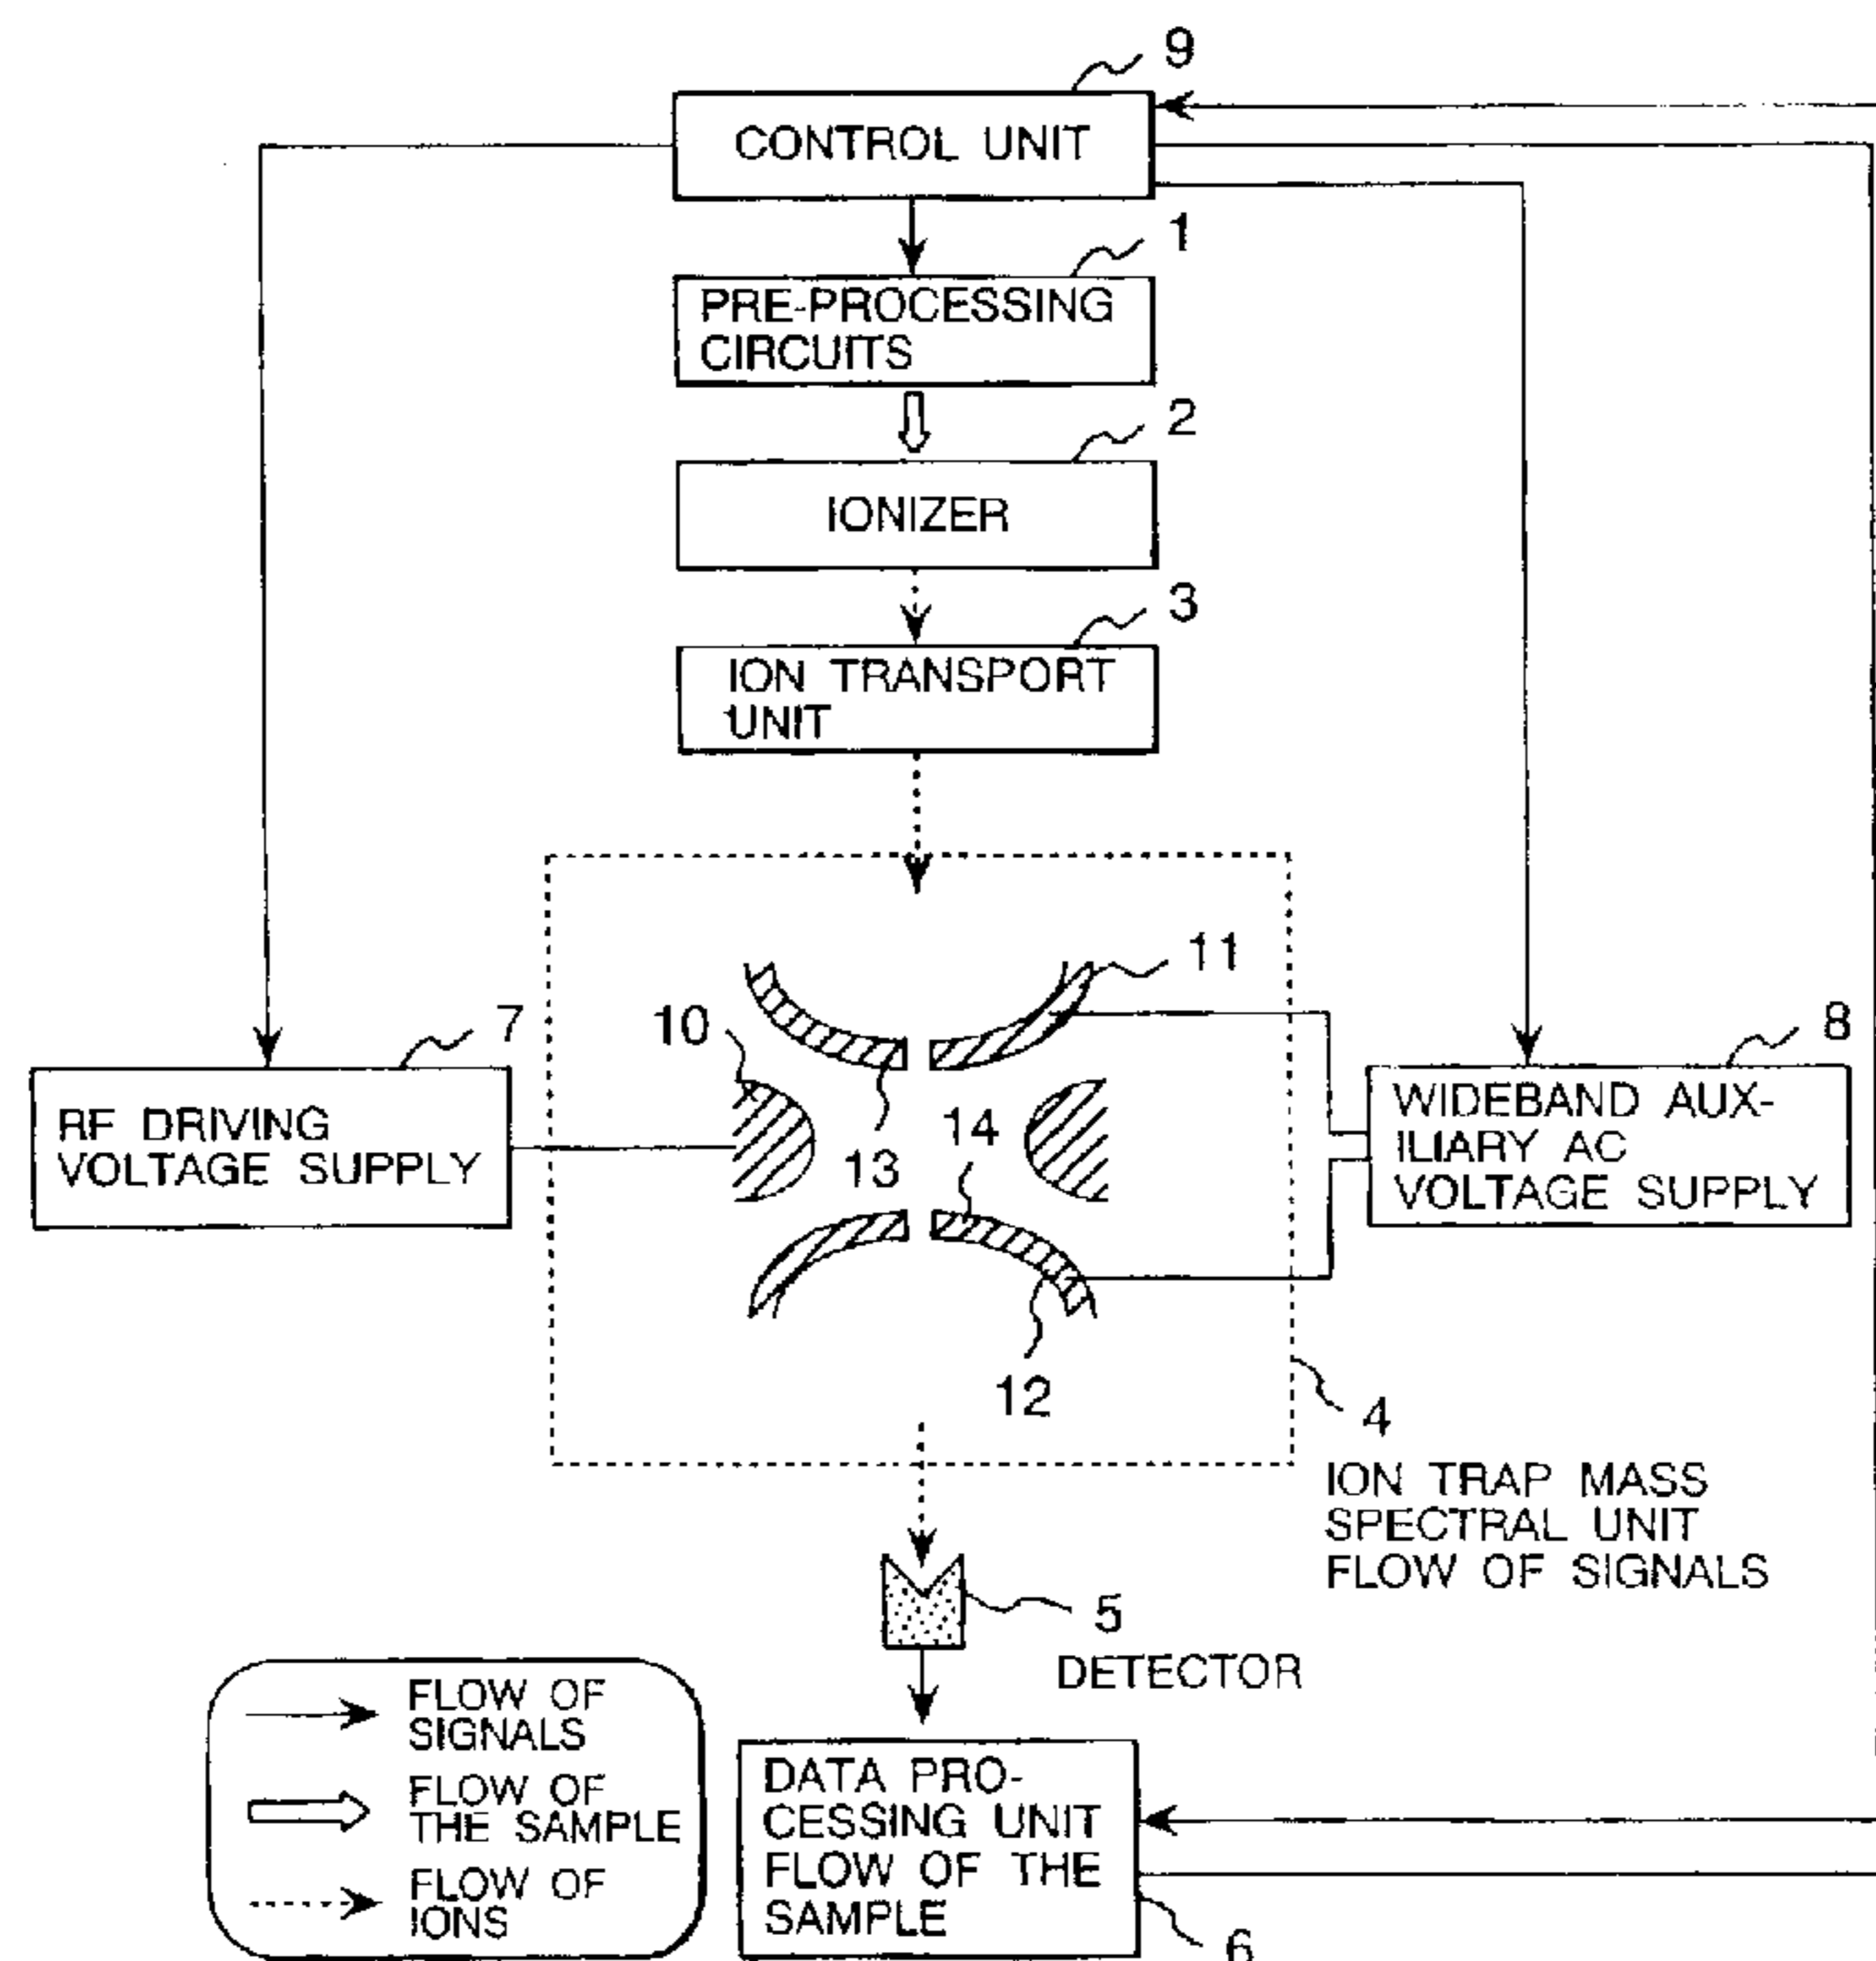 9
CONTROL UNIT
1
PRE-PROCESSING
CIRCUITS
2
IONIZER
3
ION TRANSPORT
UNIT
11
10
7
8
RF DRIVING
VOLTAGE SUPPLY
13
14
WIDEBAND AUX-
ILIARY AC
VOLTAGE SUPPLY
12
4
ION TRAP MASS
SPECTRAL UNIT
FLOW OF SIGNALS
5
DETECTOR
FLOW OF
SIGNALS
FLOW OF
THE SAMPLE
FLOW OF
IONS
DATA PRO-
CESSING UNIT
FLOW OF THE
SAMPLE
6